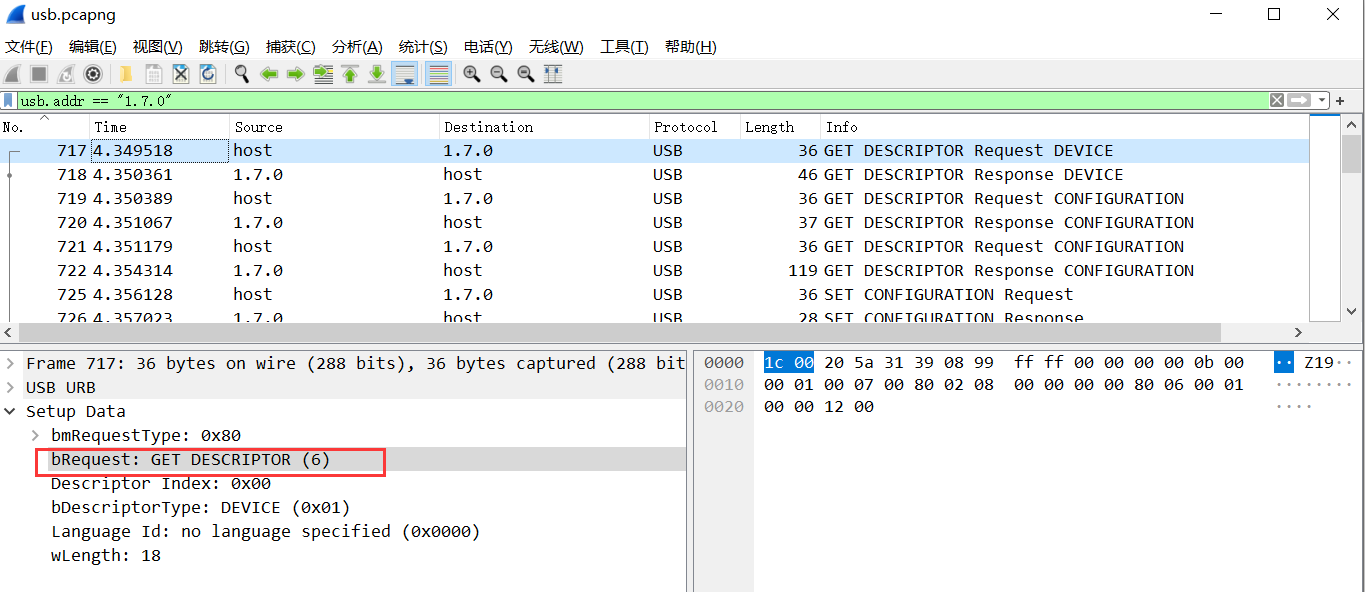 usb.pcapng
文件(F) 编辑(E) 视图(V) 跳转(G) 捕获(C) 分析(A) 统计(S) 电话(Y) 无线(W) 工具(T) 帮助(H)
usb.addr == "1.7.0"
No. Time Source Destination Protocol Length Info
717 4.349518 host 1.7.0 USB 36 GET DESCRIPTOR Request DEVICE
718 4.350361 1.7.0 host USB 46 GET DESCRIPTOR Response DEVICE
719 4.350389 host 1.7.0 USB 36 GET DESCRIPTOR Request CONFIGURATION
720 4.351067 1.7.0 host USB 37 GET DESCRIPTOR Response CONFIGURATION
721 4.351179 host 1.7.0 USB 36 GET DESCRIPTOR Request CONFIGURATION
722 4.354314 1.7.0 host USB 119 GET DESCRIPTOR Response CONFIGURATION
725 4.356128 host 1.7.0 USB 36 SET CONFIGURATION Request
726 4.357023 1.7.0 host USB 28 SET CONFIGURATION Response
Frame 717: 36 bytes on wire (288 bits), 36 bytes captured (288 bit
USB URB
Setup Data
bmRequestType: 0x80
bRequest: GET DESCRIPTOR (6)
Descriptor Index: 0x00
bDescriptorType: DEVICE (0x01)
Language Id: no language specified (0x0000)
wLength: 18
0000 1c 00 20 5a 31 39 08 99 ff ff 00 00 00 00 0b 00 ·· Z19··
0010 00 01 00 07 00 80 02 08 00 00 00 00 80 06 00 01 ········
0020 00 00 12 00 ····